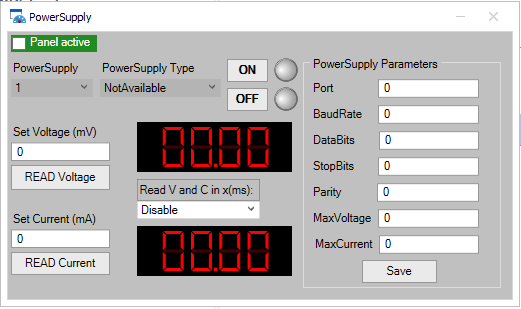 PowerSupply
Panel active
PowerSupply
PowerSupply Type
1
NotAvailable
ON
OFF
Set Voltage (mV)
0
READ Voltage
00.00
Read V and C in x(ms):
Disable
Set Current (mA)
0
READ Current
00.00
PowerSupply Parameters
Port 0
BaudRate 0
DataBits 0
StopBits 0
Parity 0
MaxVoltage 0
MaxCurrent 0
Save